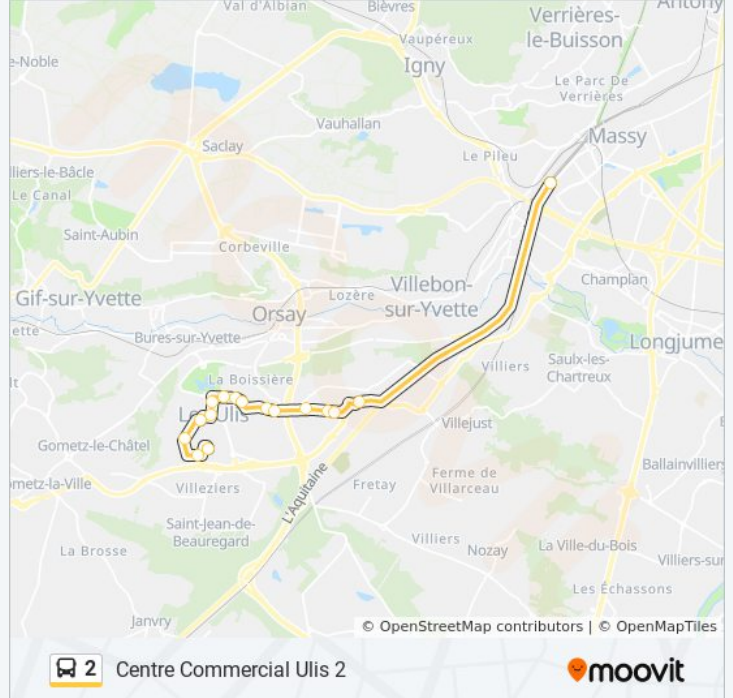 Val d'Albian
Bièvres
Antony
Verrières-
le-Buisson
Vaupéreux
e-Noble
Igny
Le Parc De
Verrières
Vauhallan
Massy
Saclay
Le Pileu
lliers-le-Bâcle
Le Canal
Saint-Aubin
Corbeville
Champlan
Villebon-
sur-Yvette
Lozère
Gif-sur-Yvette
Orsay
ette
Bures-sur-Yvette
Longjume
Villiers
Saulx-les-
Chartreux
La Boissière
lt
Les Ulis
Villejust
Gometz-le-Châtel
Ballainvilliers
ometz-la-Ville
Villeziers
L'Aquitaine
Fretay
Ferme de
Villarceau
Saint-Jean-de-
Beauregard
La Brosse
Villiers
Nozay
La Ville-du-Bois
Villiers-sur
Les Échassons
Janvry
© OpenStreetMap contributors | © OpenMapTiles
2 Centre Commercial Ulis 2
moovit